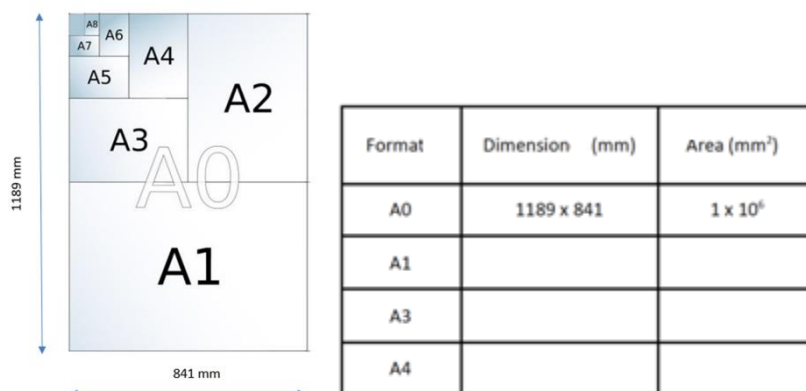 A8
A7
A6
A5
A4
A3
A2
A0
A1
1189 mm
841 mm
Format Dimension (mm) Area (mm²)
A0 1189 x 841 1 x 10⁶
A1
A3
A4